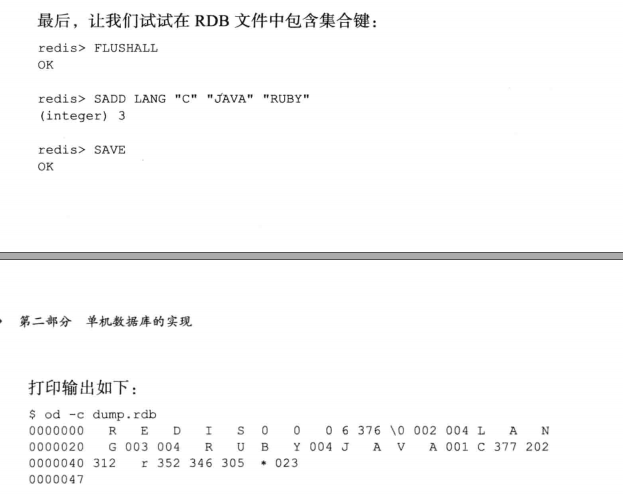 最后，让我们试试在 RDB 文件中包含集合键：
redis> FLUSHALL
OK
redis> SADD LANG "C" "JAVA" "RUBY"
(integer) 3
redis> SAVE
OK
第二部分 单机数据库的实现
打印输出如下：
$ od -c dump.rdb
0000000 R E D I S 0 0 0 6 376 \0 002 004 L A N
0000020 G 003 004 R U B Y 004 J A V A 001 C 377 202
0000040 312 r 352 346 305 * 023
0000047